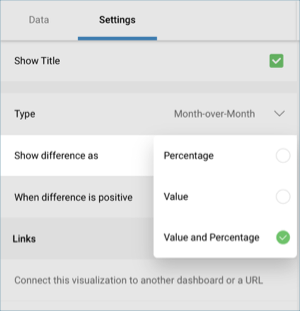 Data Settings
Show Title
Type Month-over-Month
Show difference as
Percentage
When difference is positive Value
Links Value and Percentage
Connect this visualization to another dashboard or a URL